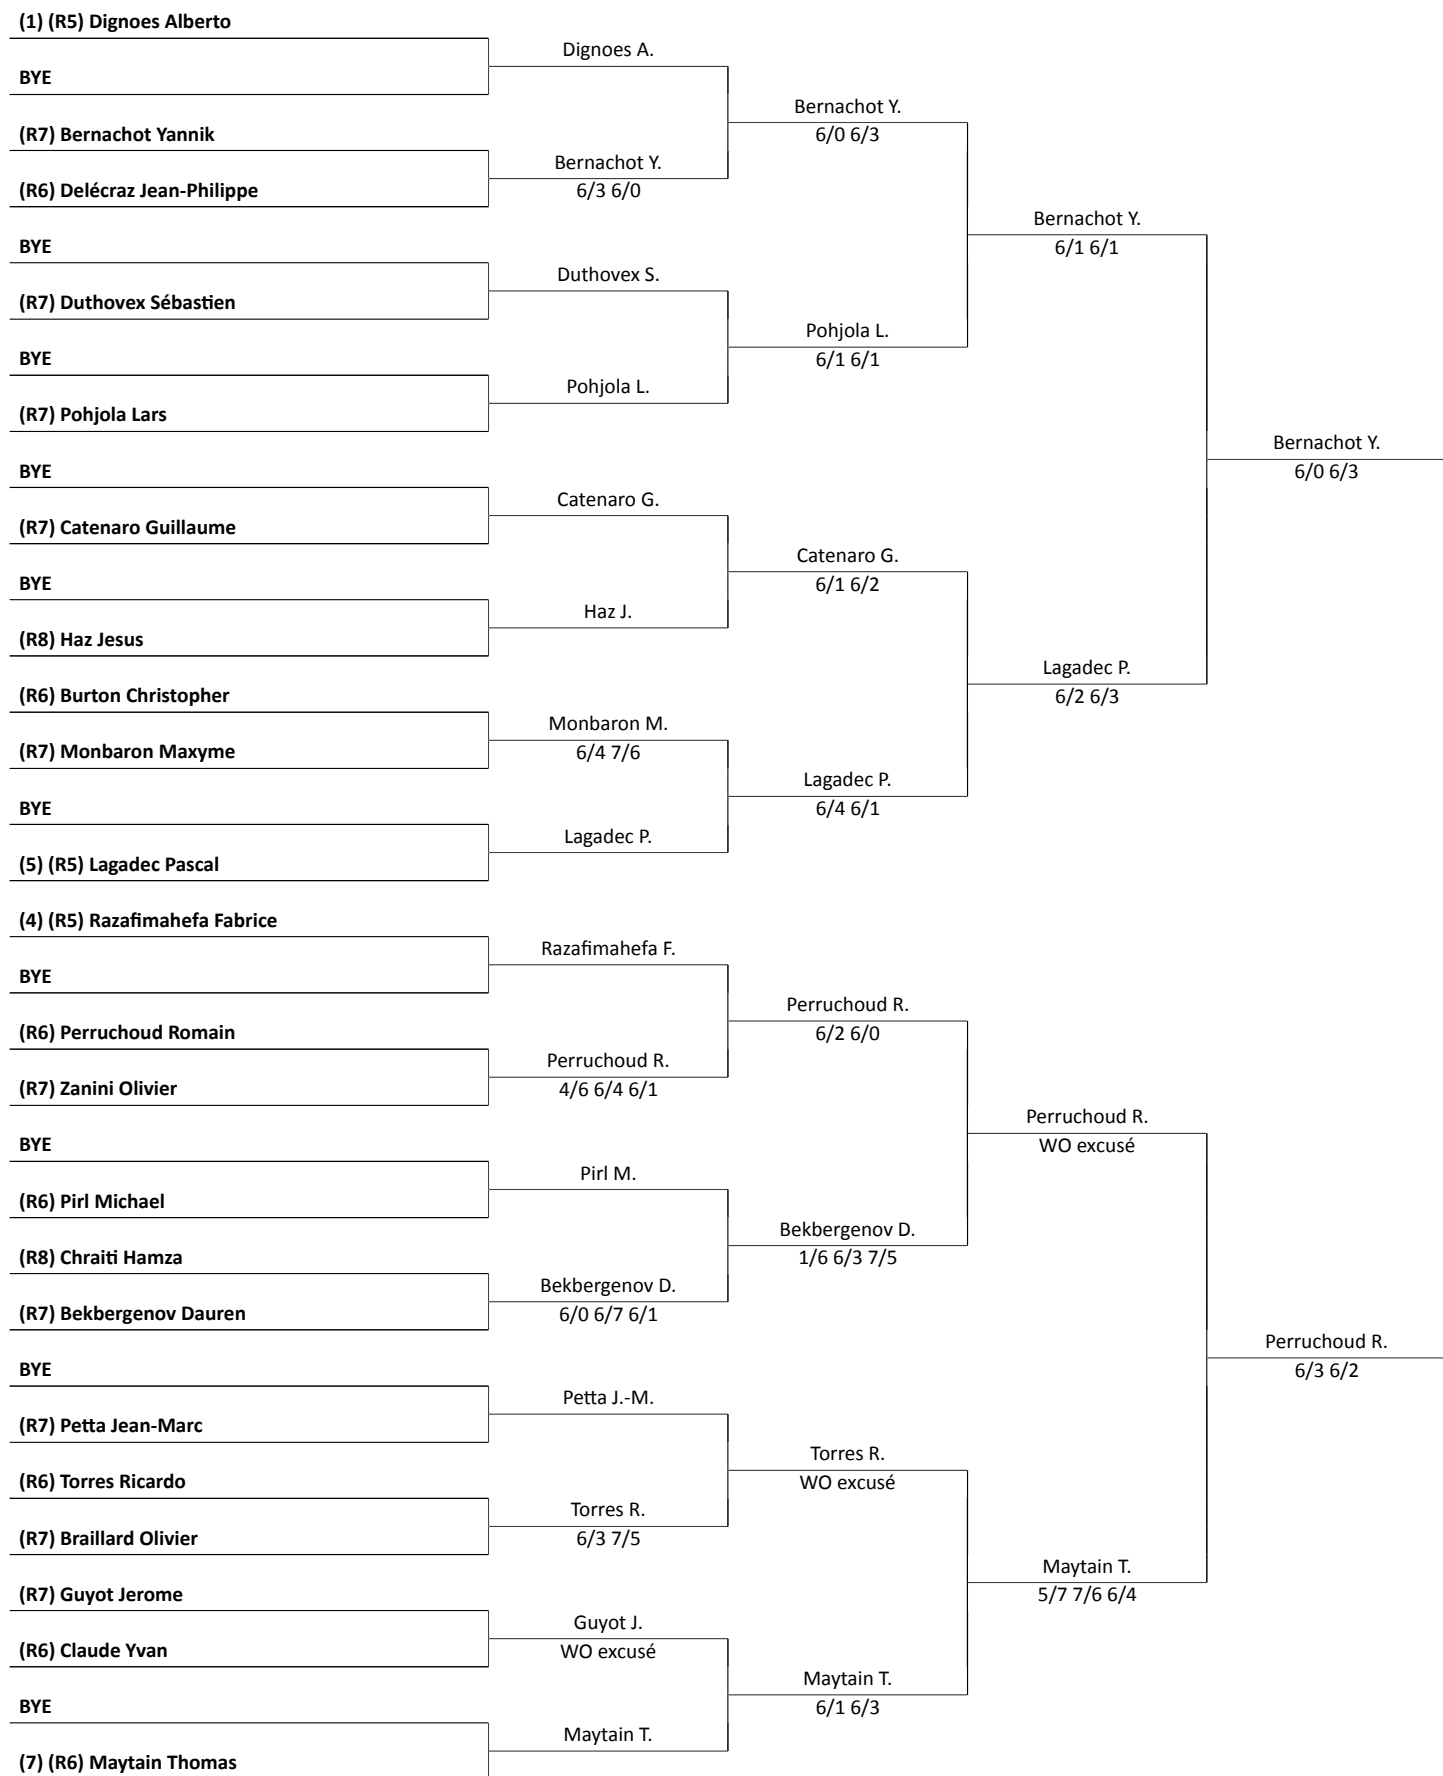 (1) (R5) Dignoes Alberto
Dignoes A.
BYE
Bernachot Y.
6/0 6/3
(R7) Bernachot Yannik
Bernachot Y.
6/3 6/0
(R6) Delécraz Jean-Philippe
Bernachot Y.
6/1 6/1
BYE
Duthovex S.
(R7) Duthovex Sébastien
Pohjola L.
6/1 6/1
BYE
Pohjola L.
(R7) Pohjola Lars
Bernachot Y.
6/0 6/3
BYE
Catenaro G.
(R7) Catenaro Guillaume
Catenaro G.
6/1 6/2
BYE
Haz J.
(R8) Haz Jesus
Lagadec P.
6/2 6/3
(R6) Burton Christopher
Monbaron M.
6/4 7/6
(R7) Monbaron Maxyme
Lagadec P.
6/4 6/1
BYE
Lagadec P.
(5) (R5) Lagadec Pascal
(4) (R5) Razafimahefa Fabrice
Razafimahefa F.
BYE
Perruchoud R.
6/2 6/0
(R6) Perruchoud Romain
Perruchoud R.
4/6 6/4 6/1
(R7) Zanini Olivier
Perruchoud R.
WO excusé
BYE
Pirl M.
(R6) Pirl Michael
Bekbergenov D.
1/6 6/3 7/5
(R8) Chraiti Hamza
Bekbergenov D.
6/0 6/7 6/1
(R7) Bekbergenov Dauren
Perruchoud R.
6/3 6/2
BYE
Petta J.-M.
(R7) Petta Jean-Marc
Torres R.
WO excusé
(R6) Torres Ricardo
Torres R.
6/3 7/5
(R7) Braillard Olivier
Maytain T.
5/7 7/6 6/4
(R7) Guyot Jerome
Guyot J.
WO excusé
(R6) Claude Yvan
Maytain T.
6/1 6/3
BYE
Maytain T.
(7) (R6) Maytain Thomas